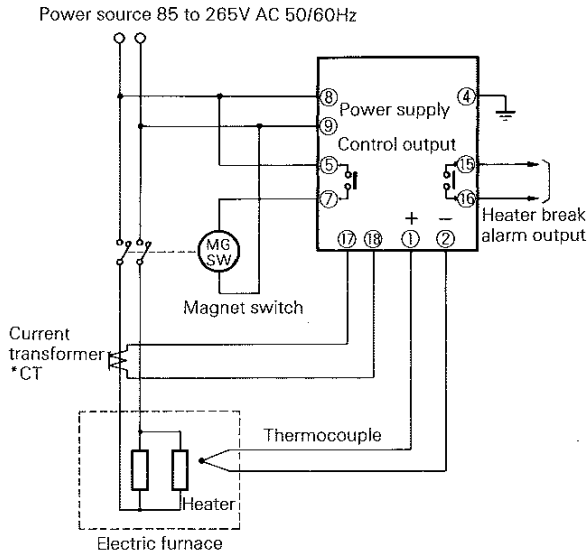 Power source 85 to 265V AC 50/60Hz
8
Power supply
4
9
Control output
5
15
7
16
Heater break
alarm output
+ −
17 18 1 2
MG
SW
Magnet switch
Current
transformer
*CT
Thermocouple
Heater
Electric furnace